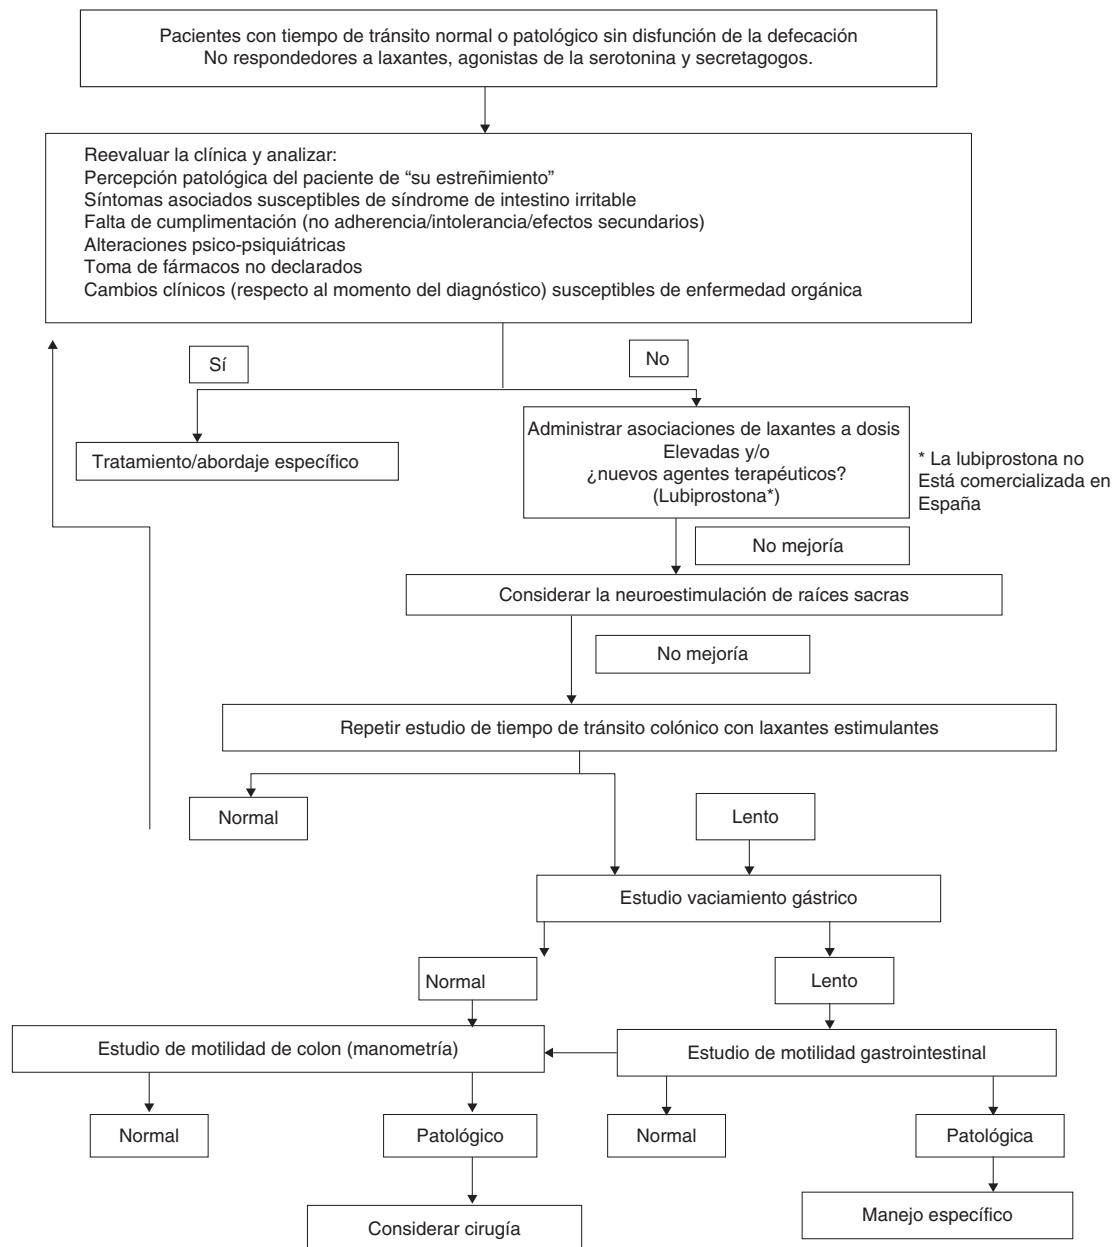 Pacientes con tiempo de tránsito normal o patológico sin disfunción de la defecación
No respondedores a laxantes, agonistas de la serotonina y secretagogos.
Reevaluar la clínica y analizar:
Percepción patológica del paciente de “su estreñimiento”
Síntomas asociados susceptibles de síndrome de intestino irritable
Falta de cumplimentación (no adherencia/intolerancia/efectos secundarios)
Alteraciones psico-psiquiátricas
Toma de fármacos no declarados
Cambios clínicos (respecto al momento del diagnóstico) susceptibles de enfermedad orgánica
Sí
No
Tratamiento/abordaje específico
Administrar asociaciones de laxantes a dosis
Elevadas y/o
¿nuevos agentes terapéuticos?
(Lubiprostona*)
* La lubiprostona no
Está comercializada en
España
No mejoría
Considerar la neuroestimulación de raíces sacras
No mejoría
Repetir estudio de tiempo de tránsito colónico con laxantes estimulantes
Normal
Lento
Estudio vaciamiento gástrico
Normal
Lento
Estudio de motilidad de colon (manometría)
Estudio de motilidad gastrointestinal
Normal
Patológico
Normal
Patológica
Considerar cirugía
Manejo específico